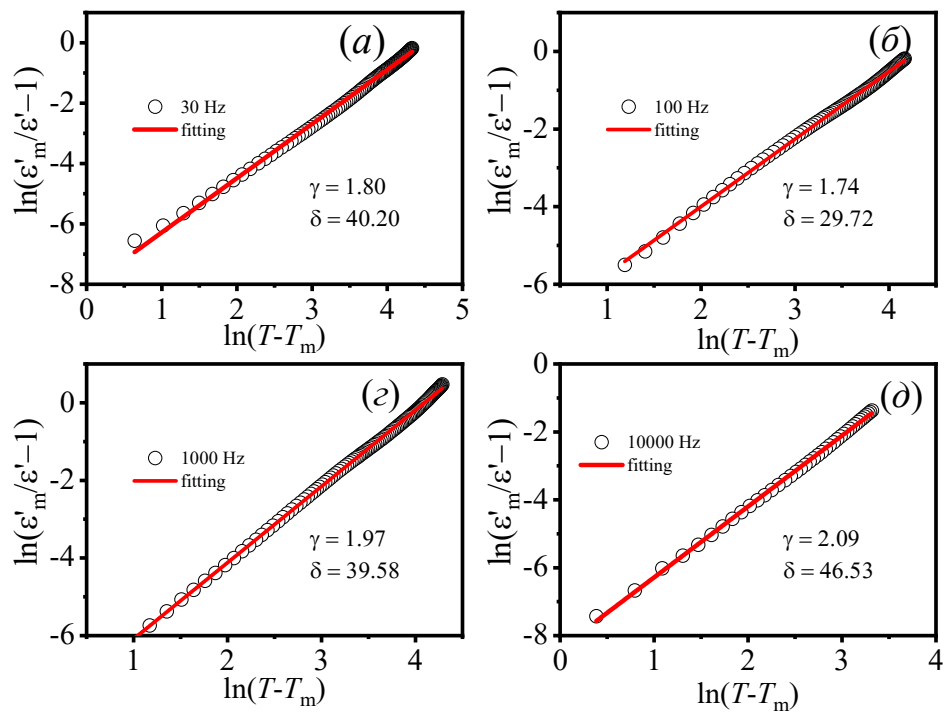 (а)
ln(ε'm/ε'−1)
0
-2
-4
-6
-8
30 Hz
fitting
γ = 1.80
δ = 40.20
0 1 2 3 4 5
ln(T-Tm)
(б)
ln(ε'm/ε'−1)
0
-2
-4
-6
100 Hz
fitting
γ = 1.74
δ = 29.72
1 2 3 4
ln(T-Tm)
(г)
ln(ε'm/ε'−1)
0
-2
-4
-6
1000 Hz
fitting
γ = 1.97
δ = 39.58
1 2 3 4
ln(T-Tm)
(д)
ln(ε'm/ε'−1)
0
-2
-4
-6
-8
10000 Hz
fitting
γ = 2.09
δ = 46.53
0 1 2 3 4
ln(T-Tm)